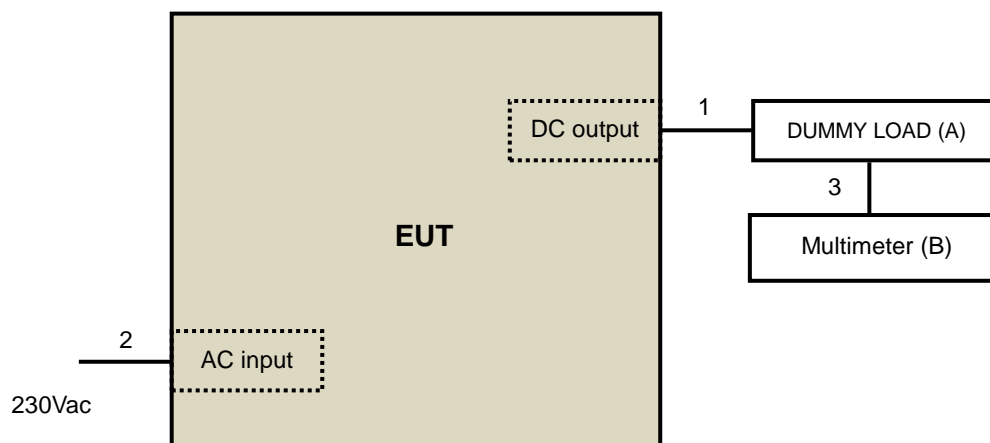 1
DC output
DUMMY LOAD (A)
3
EUT
Multimeter (B)
2
AC input
230Vac